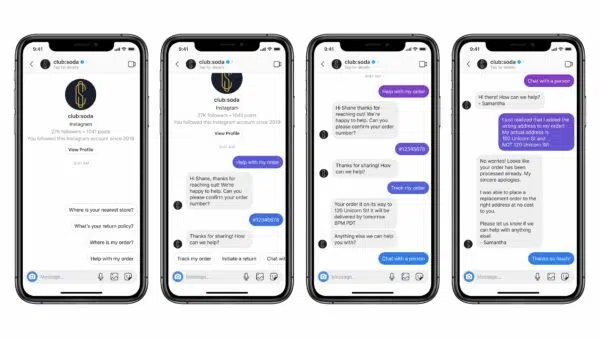 9:41
club:soda
Tap for details
club:soda
Instagram
27K followers • 1041 posts
You followed this Instagram account since 2019
View Profile
Where is your nearest store?
What's your return policy?
Where is my order?
Help with my order
Message...
9:41
club:soda
Tap for details
club:soda
Instagram
27K followers • 1041 posts
You followed this Instagram account since 2019
View Profile
Help with my order
Hi Shane, thanks for
reaching out! We're
happy to help. Can you
please confirm your order
number?
#12345678
Thanks for sharing! How
can we help?
Track my order
Initiate a return
Chat wit
Message...
9:41
club:soda
Tap for details
Help with my order
Hi Shane thanks for
reaching out! We're
happy to help. Can you
please confirm your order
number?
#12345678
Thanks for sharing! How
can we help?
Track my order
Your order it on its way to
120 Unicorn St! It will be
delivered by tomorrow
8PM PDT
Anything else we can help
you with?
Chat with a person
Message...
9:41
club:soda
Tap for details
Chat with a person
Hi there! How can we help?
- Samantha
I just realized that I added the
wrong address to my order!
My actual address is
102 Unicorn St and
NOT 120 Unicorn St!
No worries! Looks like
your order has been
processed already. My
sincere apologies.
I was able to place a
replacement order to the
right address at no cost
to you.
Please let us know if we
can help with anything
else!
- Samantha
Thanks so much!
Message...